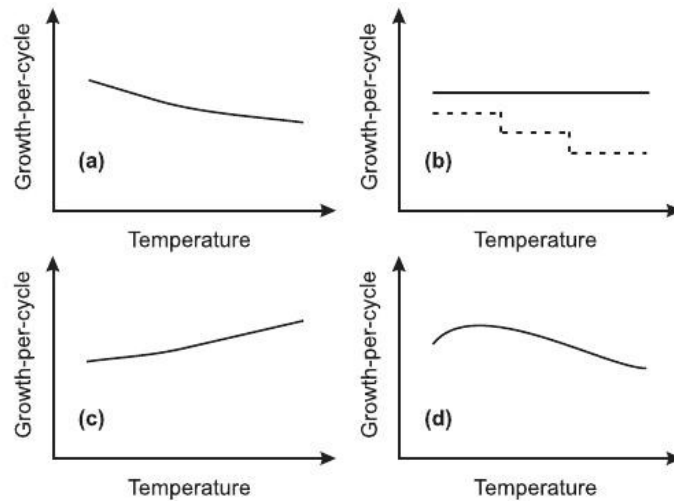 Growth-per-cycle
(a)
Temperature
Growth-per-cycle
(b)
Temperature
Growth-per-cycle
(c)
Temperature
Growth-per-cycle
(d)
Temperature